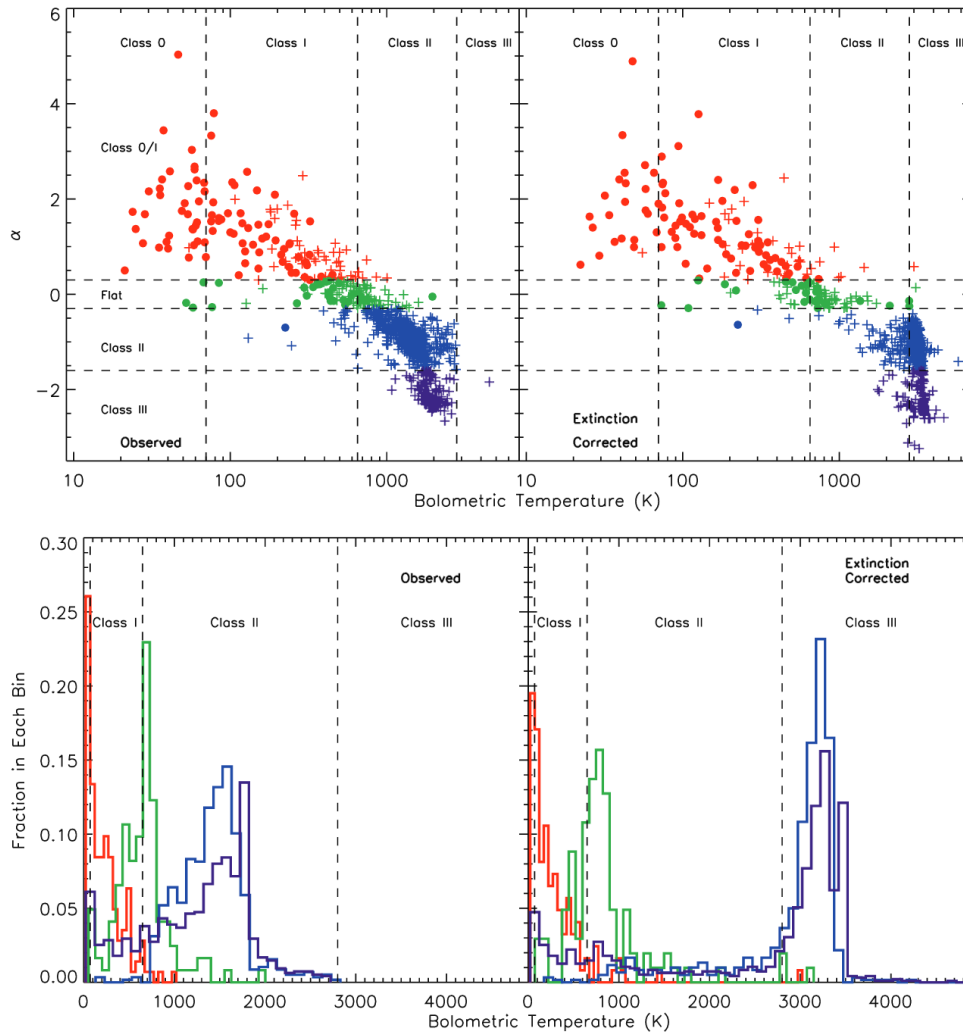 Class 0 Class I Class II Class III Class 0 Class I Class II Class III
6
4
2
0
−2
α
Class 0/I
Flat
Class II
Class III
Observed
Extinction
Corrected
10 100 1000 10 100 1000
Bolometric Temperature (K)
0.30
0.25
0.20
0.15
0.10
0.05
0.00
Fraction in Each Bin
Observed
Extinction
Corrected
Class I Class II Class III Class I Class II Class III
0 1000 2000 3000 0 1000 2000 3000 4000
Bolometric Temperature (K)